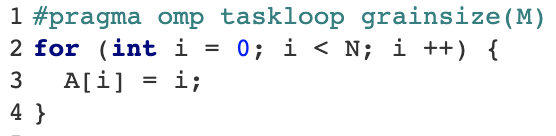 1 #pragma omp taskloop grainsize(M)
2 for (int i = 0; i < N; i ++) {
3   A[i] = i;
4 }